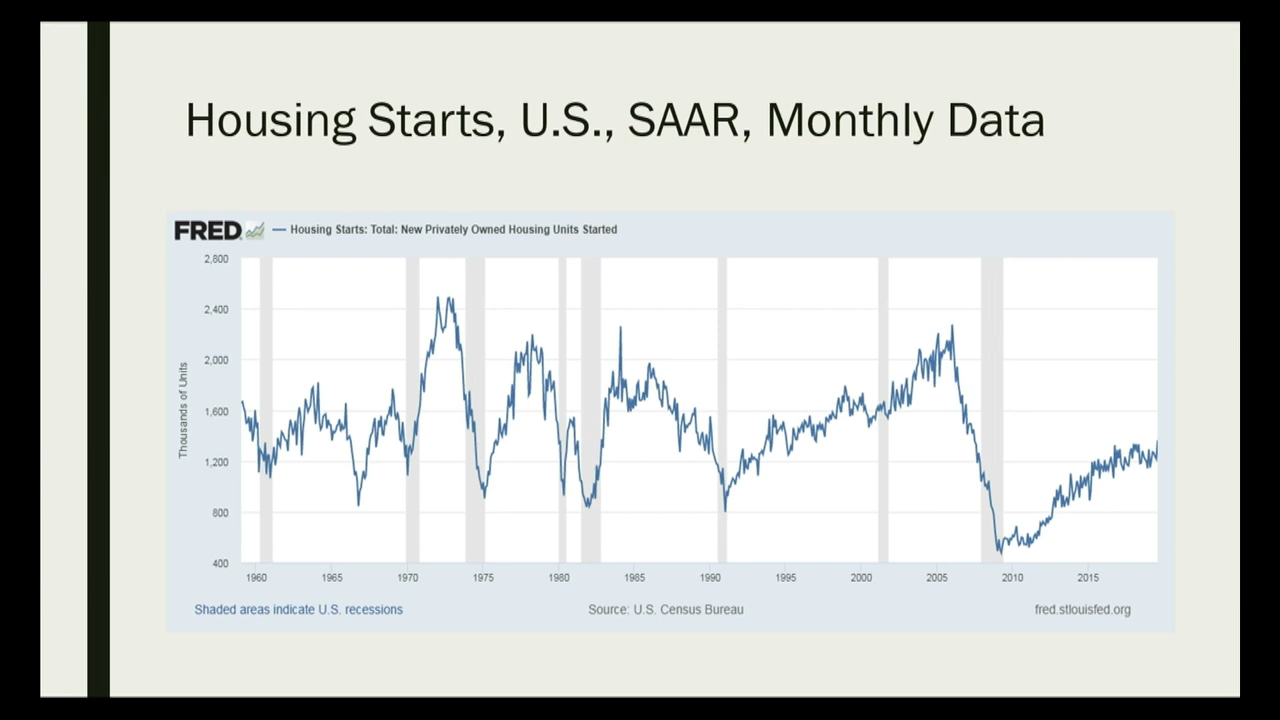 Housing Starts, U.S., SAAR, Monthly Data
FRED — Housing Starts: Total: New Privately Owned Housing Units Started
2,800
2,400
2,000
1,600
1,200
800
400
Thousands of Units
1960 1965 1970 1975 1980 1985 1990 1995 2000 2005 2010 2015
Shaded areas indicate U.S. recessions Source: U.S. Census Bureau fred.stlouisfed.org